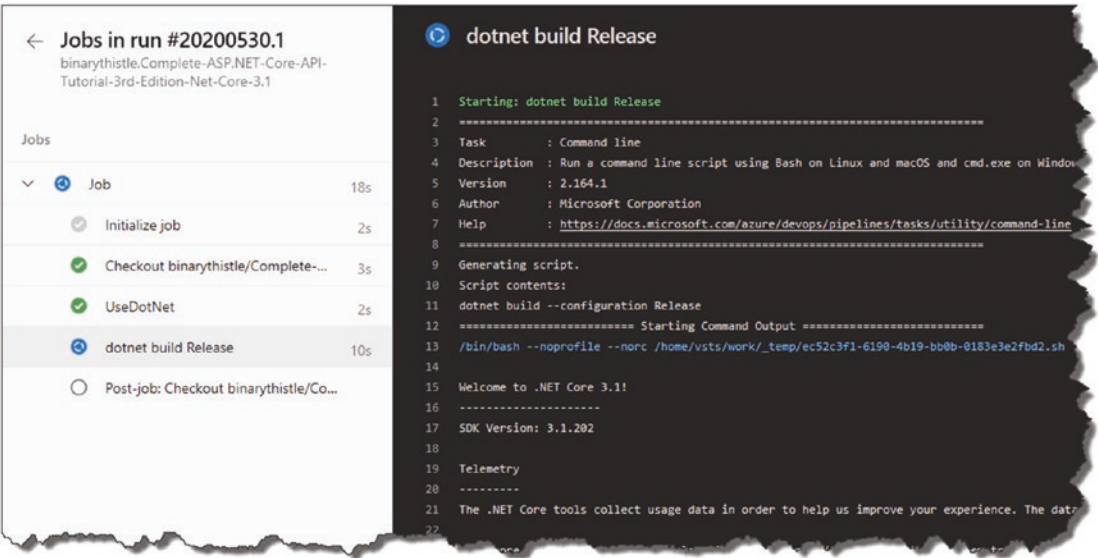 ← Jobs in run #20200530.1
binarythistle.Complete-ASP.NET-Core-API-
Tutorial-3rd-Edition-Net-Core-3.1
Jobs
Job 18s
Initialize job 2s
Checkout binarythistle/Complete-... 3s
UseDotNet 2s
dotnet build Release 10s
Post-job: Checkout binarythistle/Co...
dotnet build Release
1 Starting: dotnet build Release
2 ==============================================================================
3 Task : Command line
4 Description : Run a command line script using Bash on Linux and macOS and cmd.exe on Window
5 Version : 2.164.1
6 Author : Microsoft Corporation
7 Help : https://docs.microsoft.com/azure/devops/pipelines/tasks/utility/command-line
8 ==============================================================================
9 Generating script.
10 Script contents:
11 dotnet build --configuration Release
12 ========================== Starting Command Output ===========================
13 /bin/bash --noprofile --norc /home/vsts/work/_temp/ec52c3f1-6190-4b19-bb0b-0183e3e2fbd2.sh
14
15 Welcome to .NET Core 3.1!
16 ---------------------
17 SDK Version: 3.1.202
18
19 Telemetry
20 ---------
21 The .NET Core tools collect usage data in order to help us improve your experience. The data
22